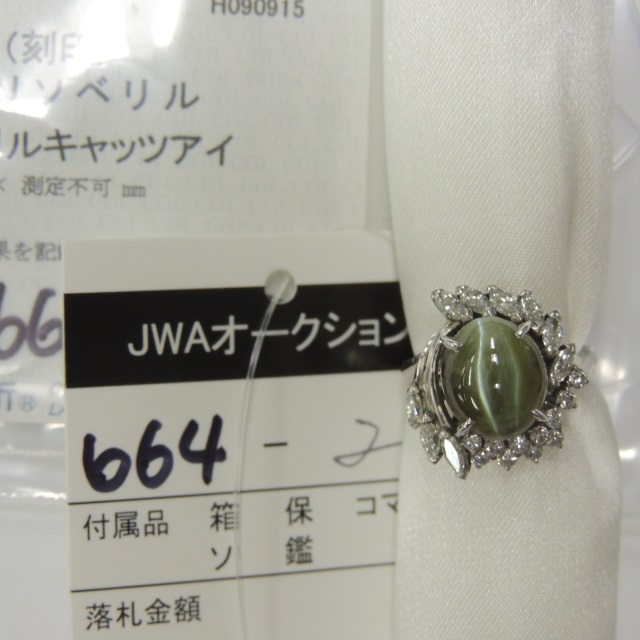 H090915
(刻印
リソベリル
リルキャッツアイ
× 測定不可 mm
果を記
66
JWAオークション
664 - 2
付属品 箱 保 コマ
ソ 鑑
落札金額